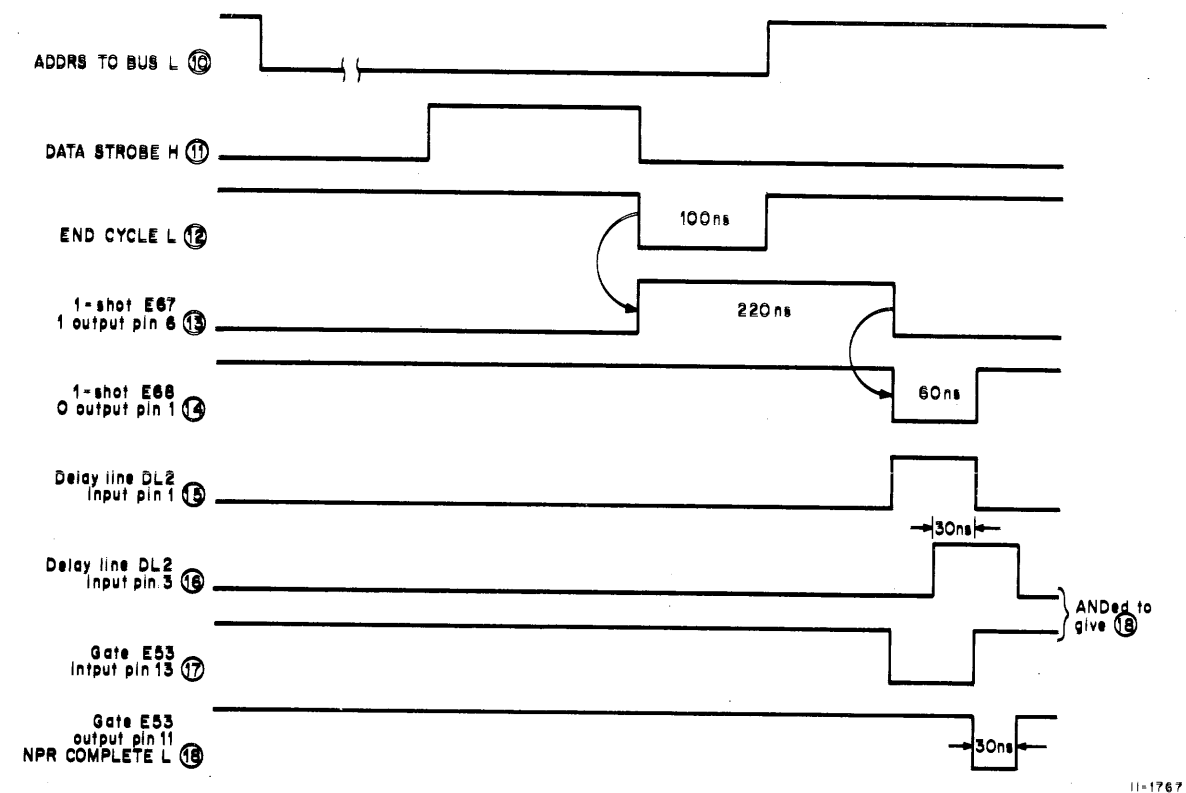 ADDRS TO BUS L 10
DATA STROBE H 11
END CYCLE L 12
100ns
1-shot E67
1 output pin 6 13
220ns
1-shot E68
0 output pin 1 14
60ns
Delay line DL2
Input pin 1 15
30ns
Delay line DL2
Input pin 3 16
ANDed to
give 18
Gate E53
Intput pin 13 17
Gate E53
output pin 11
NPR COMPLETE L 18
30ns
11-1767